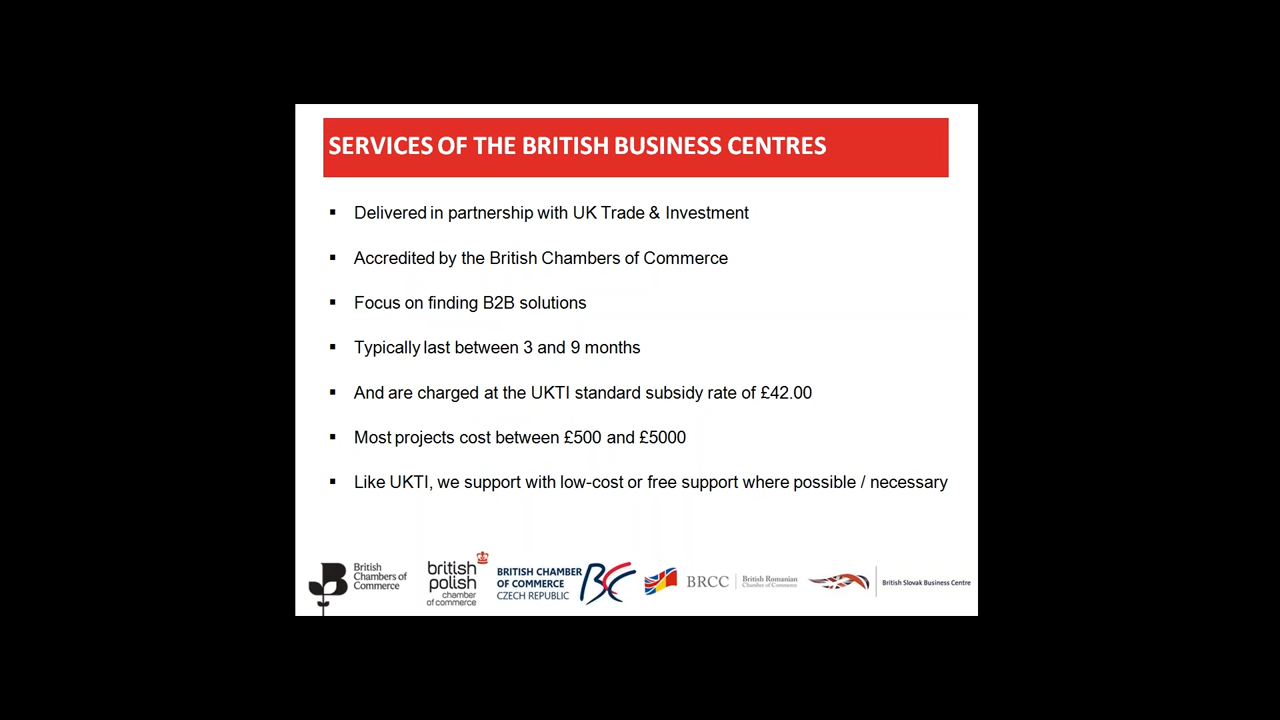 SERVICES OF THE BRITISH BUSINESS CENTRES
▪ Delivered in partnership with UK Trade & Investment
▪ Accredited by the British Chambers of Commerce
▪ Focus on finding B2B solutions
▪ Typically last between 3 and 9 months
▪ And are charged at the UKTI standard subsidy rate of £42.00
▪ Most projects cost between £500 and £5000
▪ Like UKTI, we support with low-cost or free support where possible / necessary
British
Chambers of
Commerce
british
polish
chamber
of commerce
BRITISH CHAMBER
OF COMMERCE
CZECH REPUBLIC
BCC
BRCC
British Romanian
Chamber of Commerce
British Slovak Business Centre